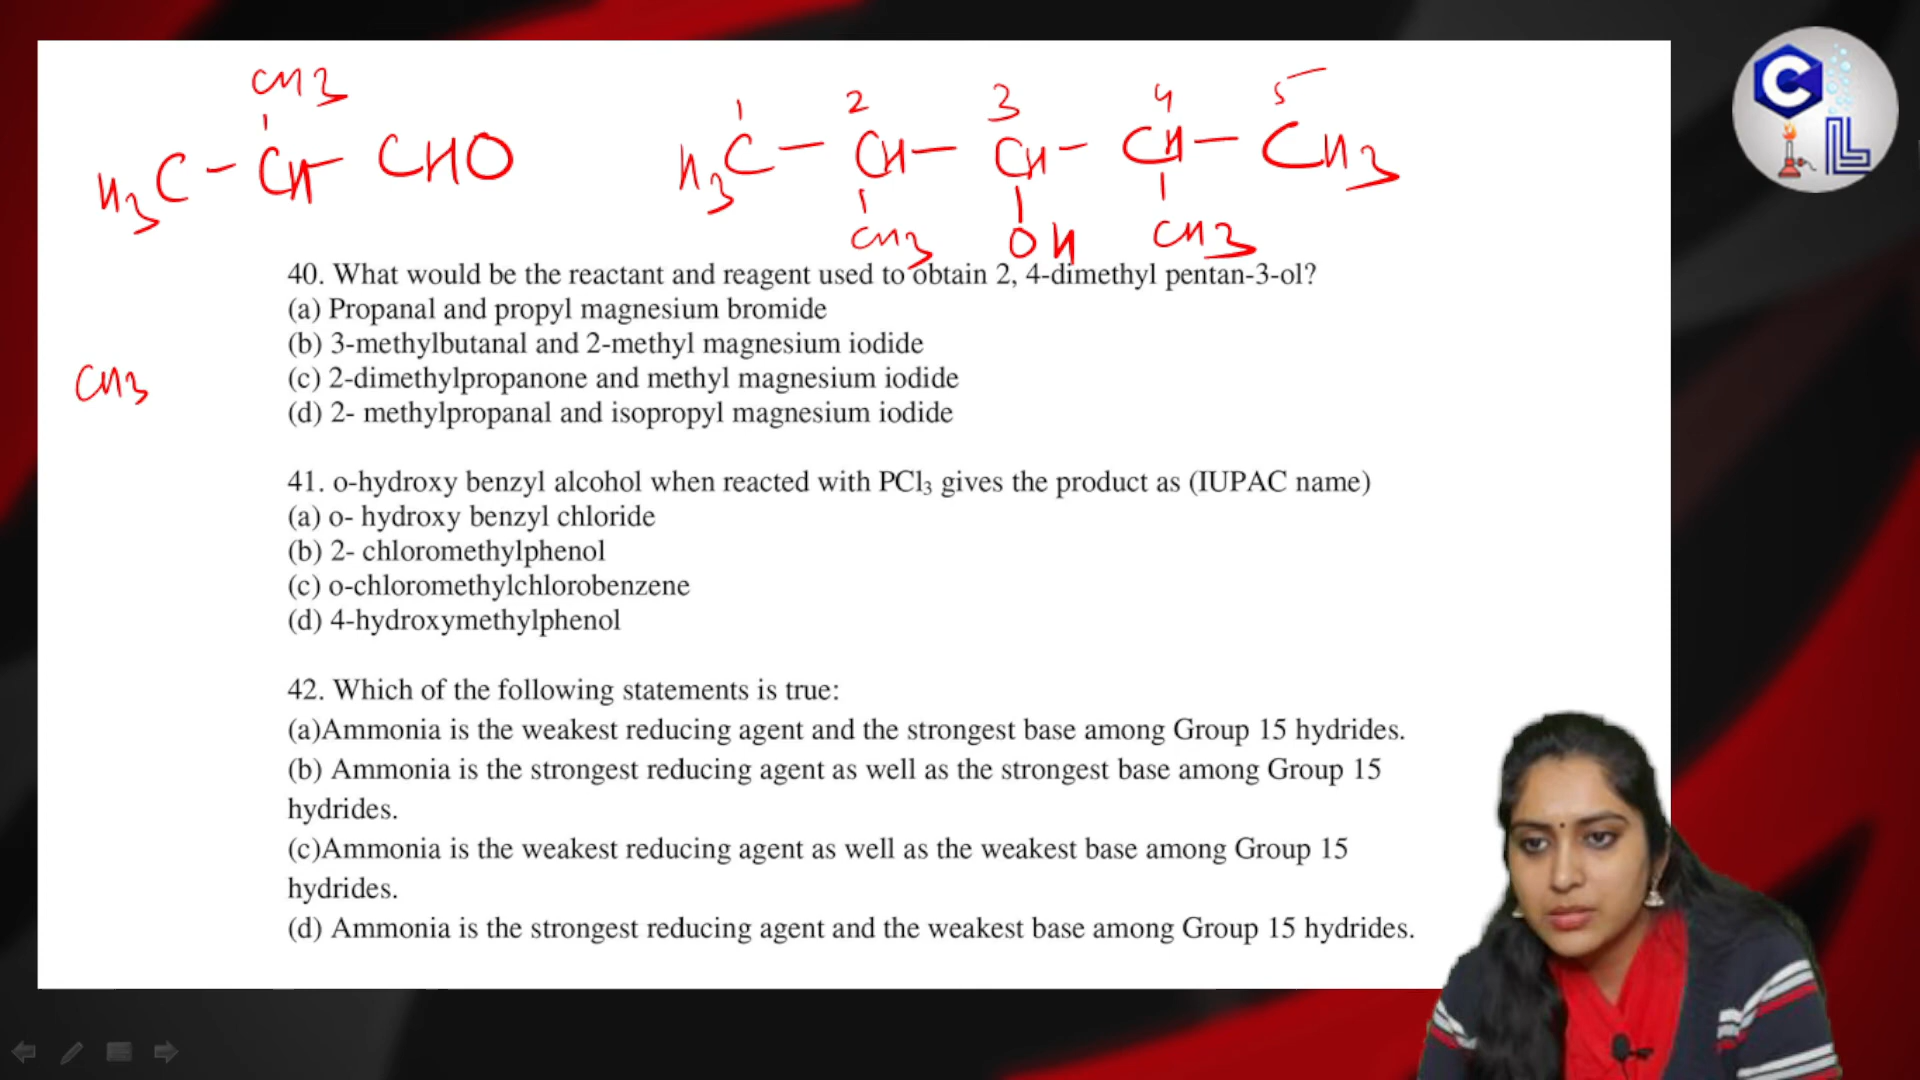 CH3
H3C - CH - CHO
1 2 3 4 5
H3C - CH - CH - CH - CH3
CH3 OH CH3
40. What would be the reactant and reagent used to obtain 2, 4-dimethyl pentan-3-ol?
(a) Propanal and propyl magnesium bromide
(b) 3-methylbutanal and 2-methyl magnesium iodide
CH3
(c) 2-dimethylpropanone and methyl magnesium iodide
(d) 2- methylpropanal and isopropyl magnesium iodide
41. o-hydroxy benzyl alcohol when reacted with PCl₃ gives the product as (IUPAC name)
(a) o- hydroxy benzyl chloride
(b) 2- chloromethylphenol
(c) o-chloromethylchlorobenzene
(d) 4-hydroxymethylphenol
42. Which of the following statements is true:
(a)Ammonia is the weakest reducing agent and the strongest base among Group 15 hydrides.
(b) Ammonia is the strongest reducing agent as well as the strongest base among Group 15
hydrides.
(c)Ammonia is the weakest reducing agent as well as the weakest base among Group 15
hydrides.
(d) Ammonia is the strongest reducing agent and the weakest base among Group 15 hydrides.
C L